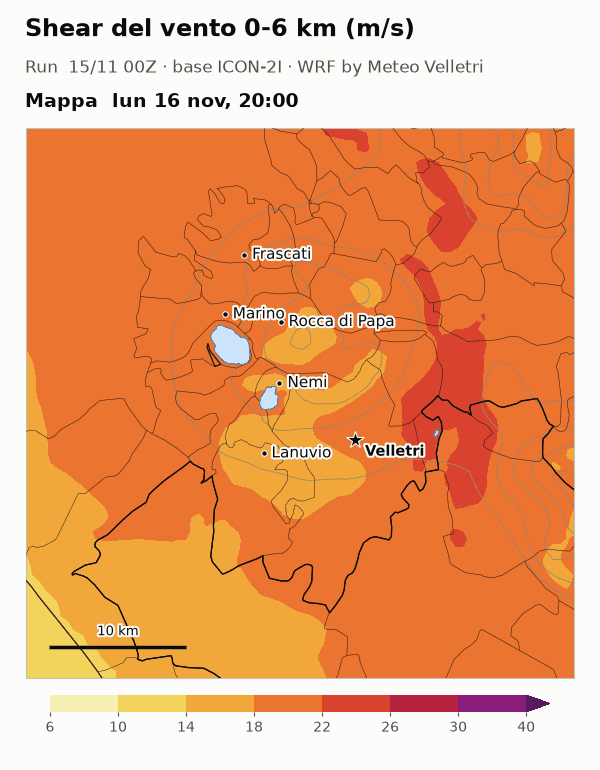 Shear del vento 0-6 km (m/s)
Run  15/11 00Z · base ICON-2I · WRF by Meteo Velletri
Mappa  lun 16 nov, 20:00
Frascati
Marino
Rocca di Papa
Nemi
Velletri
Lanuvio
10 km
6 10 14 18 22 26 30 40